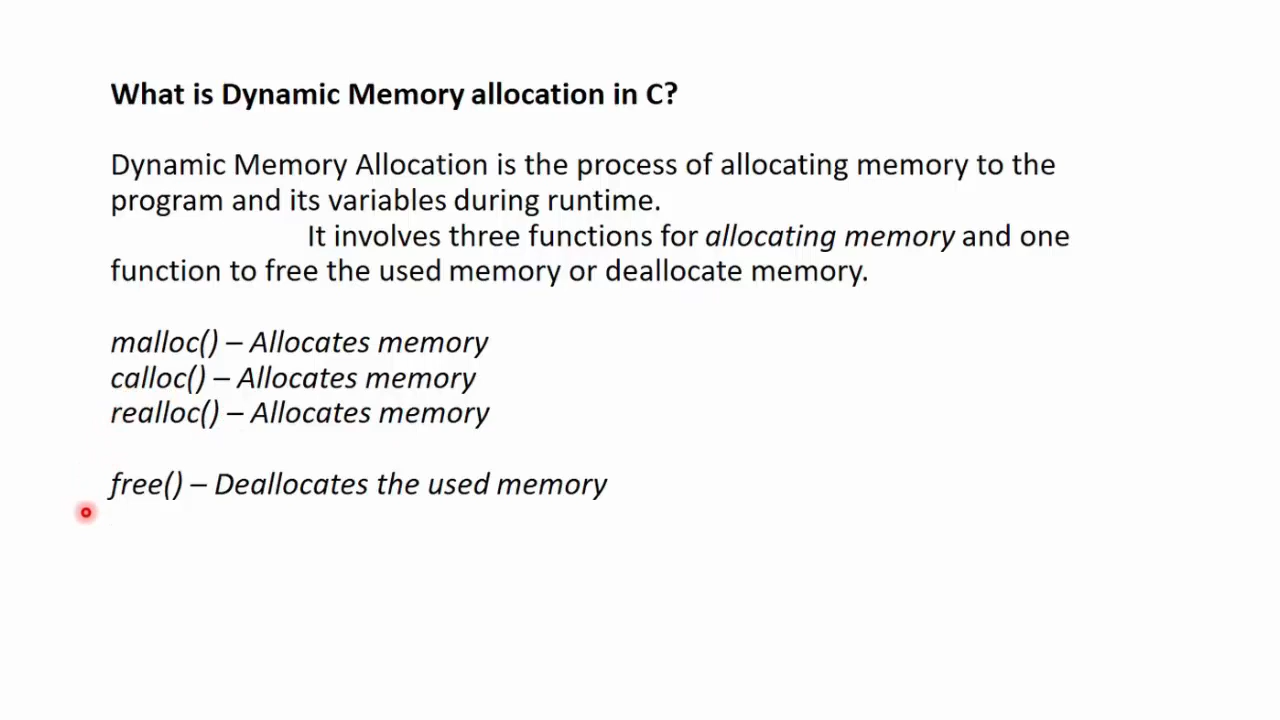 What is Dynamic Memory allocation in C?
Dynamic Memory Allocation is the process of allocating memory to the
program and its variables during runtime.
It involves three functions for allocating memory and one
function to free the used memory or deallocate memory.
malloc() – Allocates memory
calloc() – Allocates memory
realloc() – Allocates memory
free() – Deallocates the used memory